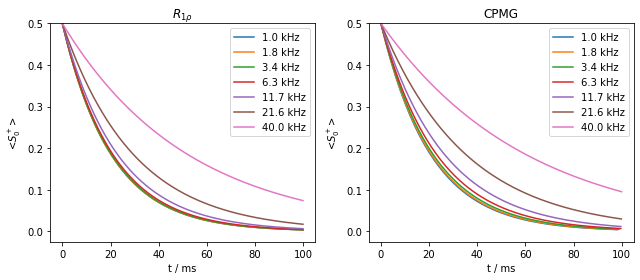 R1ρ
0.5
0.4
0.3
0.2
0.1
0.0
<S0+>
0 20 40 60 80 100
t / ms
1.0 kHz
1.8 kHz
3.4 kHz
6.3 kHz
11.7 kHz
21.6 kHz
40.0 kHz
CPMG
0.5
0.4
0.3
0.2
0.1
0.0
<S0+>
0 20 40 60 80 100
t / ms
1.0 kHz
1.8 kHz
3.4 kHz
6.3 kHz
11.7 kHz
21.6 kHz
40.0 kHz